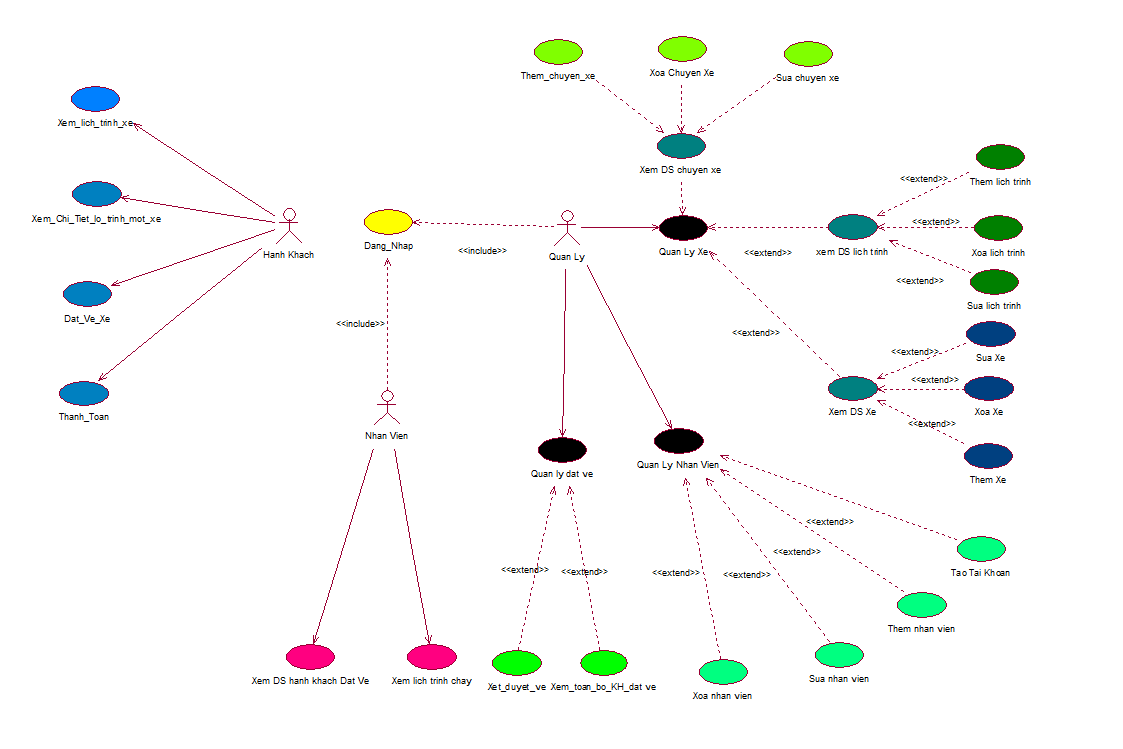 Them_chuyen_xe
Xoa Chuyen Xe
Sua chuyen xe
Xem_lich_trinh_xe
Xem DS chuyen xe
<<extend>>
Them lich trinh
Xem_Chi_Tiet_lo_trinh_mot_xe
Hanh Khach
Dang_Nhap
<<include>>
Quan Ly
Quan Ly Xe
<<extend>>
xem DS lich trinh
<<extend>>
Xoa lich trinh
<<extend>>
Sua lich trinh
Dat_Ve_Xe
<<include>>
<<extend>>
<<extend>>
Sua Xe
<<extend>>
Xem DS Xe
Xoa Xe
Thanh_Toan
<<extend>>
Nhan Vien
Quan ly dat ve
Quan Ly Nhan Vien
Them Xe
<<extend>>
<<extend>>
<<extend>>
<<extend>>
<<extend>>
<<extend>>
Tao Tai Khoan
Them nhan vien
Xem DS hanh khach Dat Ve
Xem lich trinh chay
Xet_duyet_ve
Xem_toan_bo_KH_dat ve
Xoa nhan vien
Sua nhan vien